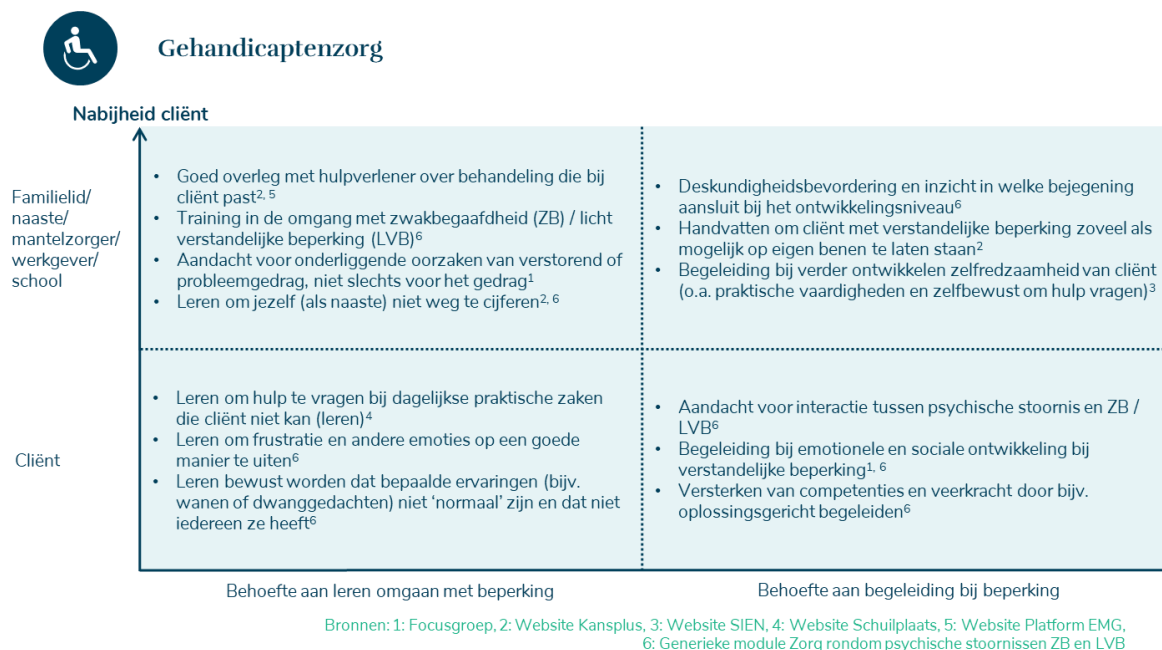 Gehandicaptenzorg
Nabijheid cliënt
Familielid/
naaste/
mantelzorger/
werkgever/
school
• Goed overleg met hulpverlener over behandeling die bij
cliënt past2, 5
• Training in de omgang met zwakbegaafdheid (ZB) / licht
verstandelijke beperking (LVB)6
• Aandacht voor onderliggende oorzaken van verstorend of
probleemgedrag, niet slechts voor het gedrag1
• Leren om jezelf (als naaste) niet weg te cijferen2, 6
• Deskundigheidsbevordering en inzicht in welke bejegening
aansluit bij het ontwikkelingsniveau6
• Handvatten om cliënt met verstandelijke beperking zoveel als
mogelijk op eigen benen te laten staan2
• Begeleiding bij verder ontwikkelen zelfredzaamheid van cliënt
(o.a. praktische vaardigheden en zelfbewust om hulp vragen)3
Cliënt
• Leren om hulp te vragen bij dagelijkse praktische zaken
die cliënt niet kan (leren)4
• Leren om frustratie en andere emoties op een goede
manier te uiten6
• Leren bewust worden dat bepaalde ervaringen (bijv.
wanen of dwanggedachten) niet ‘normaal’ zijn en dat niet
iedereen ze heeft6
• Aandacht voor interactie tussen psychische stoornis en ZB /
LVB6
• Begeleiding bij emotionele en sociale ontwikkeling bij
verstandelijke beperking1, 6
• Versterken van competenties en veerkracht door bijv.
oplossingsgericht begeleiden6
Behoefte aan leren omgaan met beperking
Behoefte aan begeleiding bij beperking
Bronnen: 1: Focusgroep, 2: Website Kansplus, 3: Website SIEN, 4: Website Schuilplaats, 5: Website Platform EMG,
6: Generieke module Zorg rondom psychische stoornissen ZB en LVB